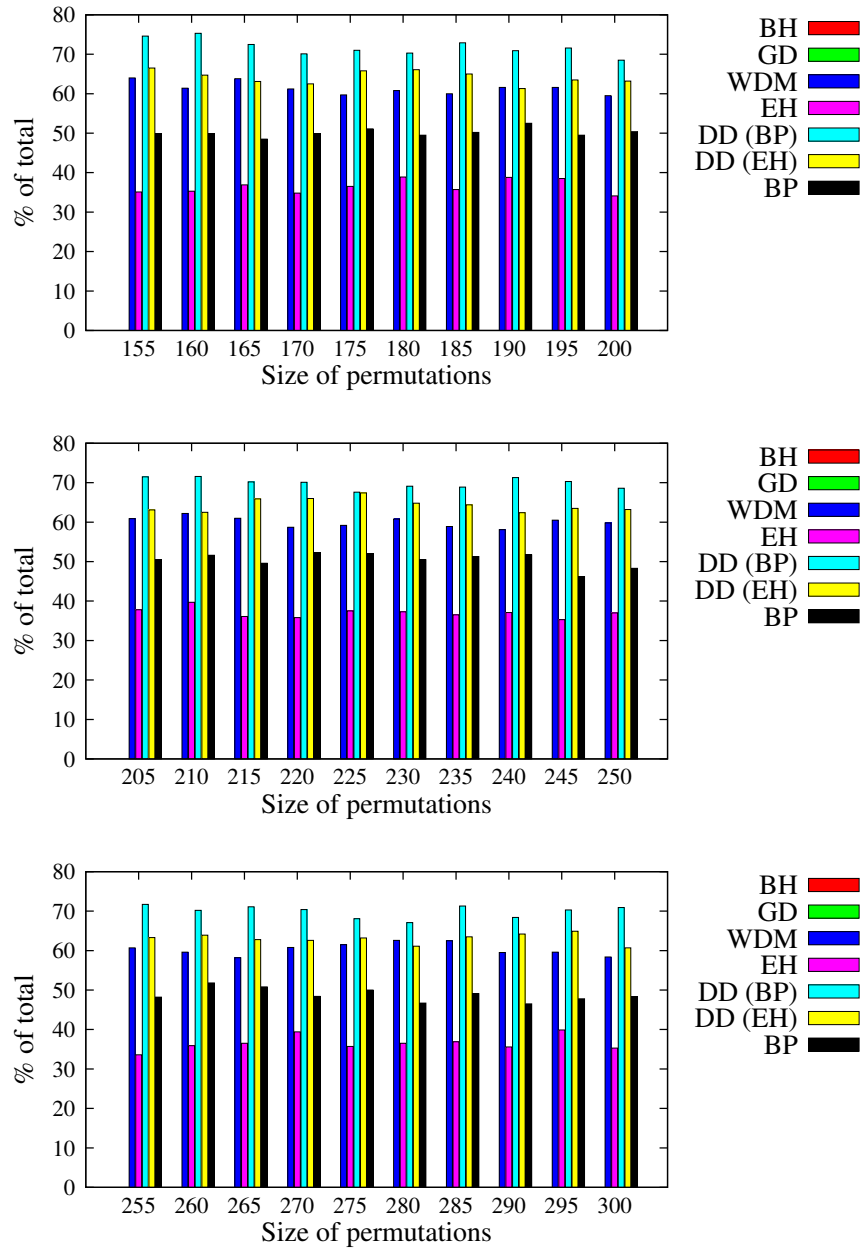 % of total
80
70
60
50
40
30
20
10
0
155 160 165 170 175 180 185 190 195 200
Size of permutations
BH
GD
WDM
EH
DD (BP)
DD (EH)
BP
% of total
80
70
60
50
40
30
20
10
0
205 210 215 220 225 230 235 240 245 250
Size of permutations
BH
GD
WDM
EH
DD (BP)
DD (EH)
BP
% of total
80
70
60
50
40
30
20
10
0
255 260 265 270 275 280 285 290 295 300
Size of permutations
BH
GD
WDM
EH
DD (BP)
DD (EH)
BP